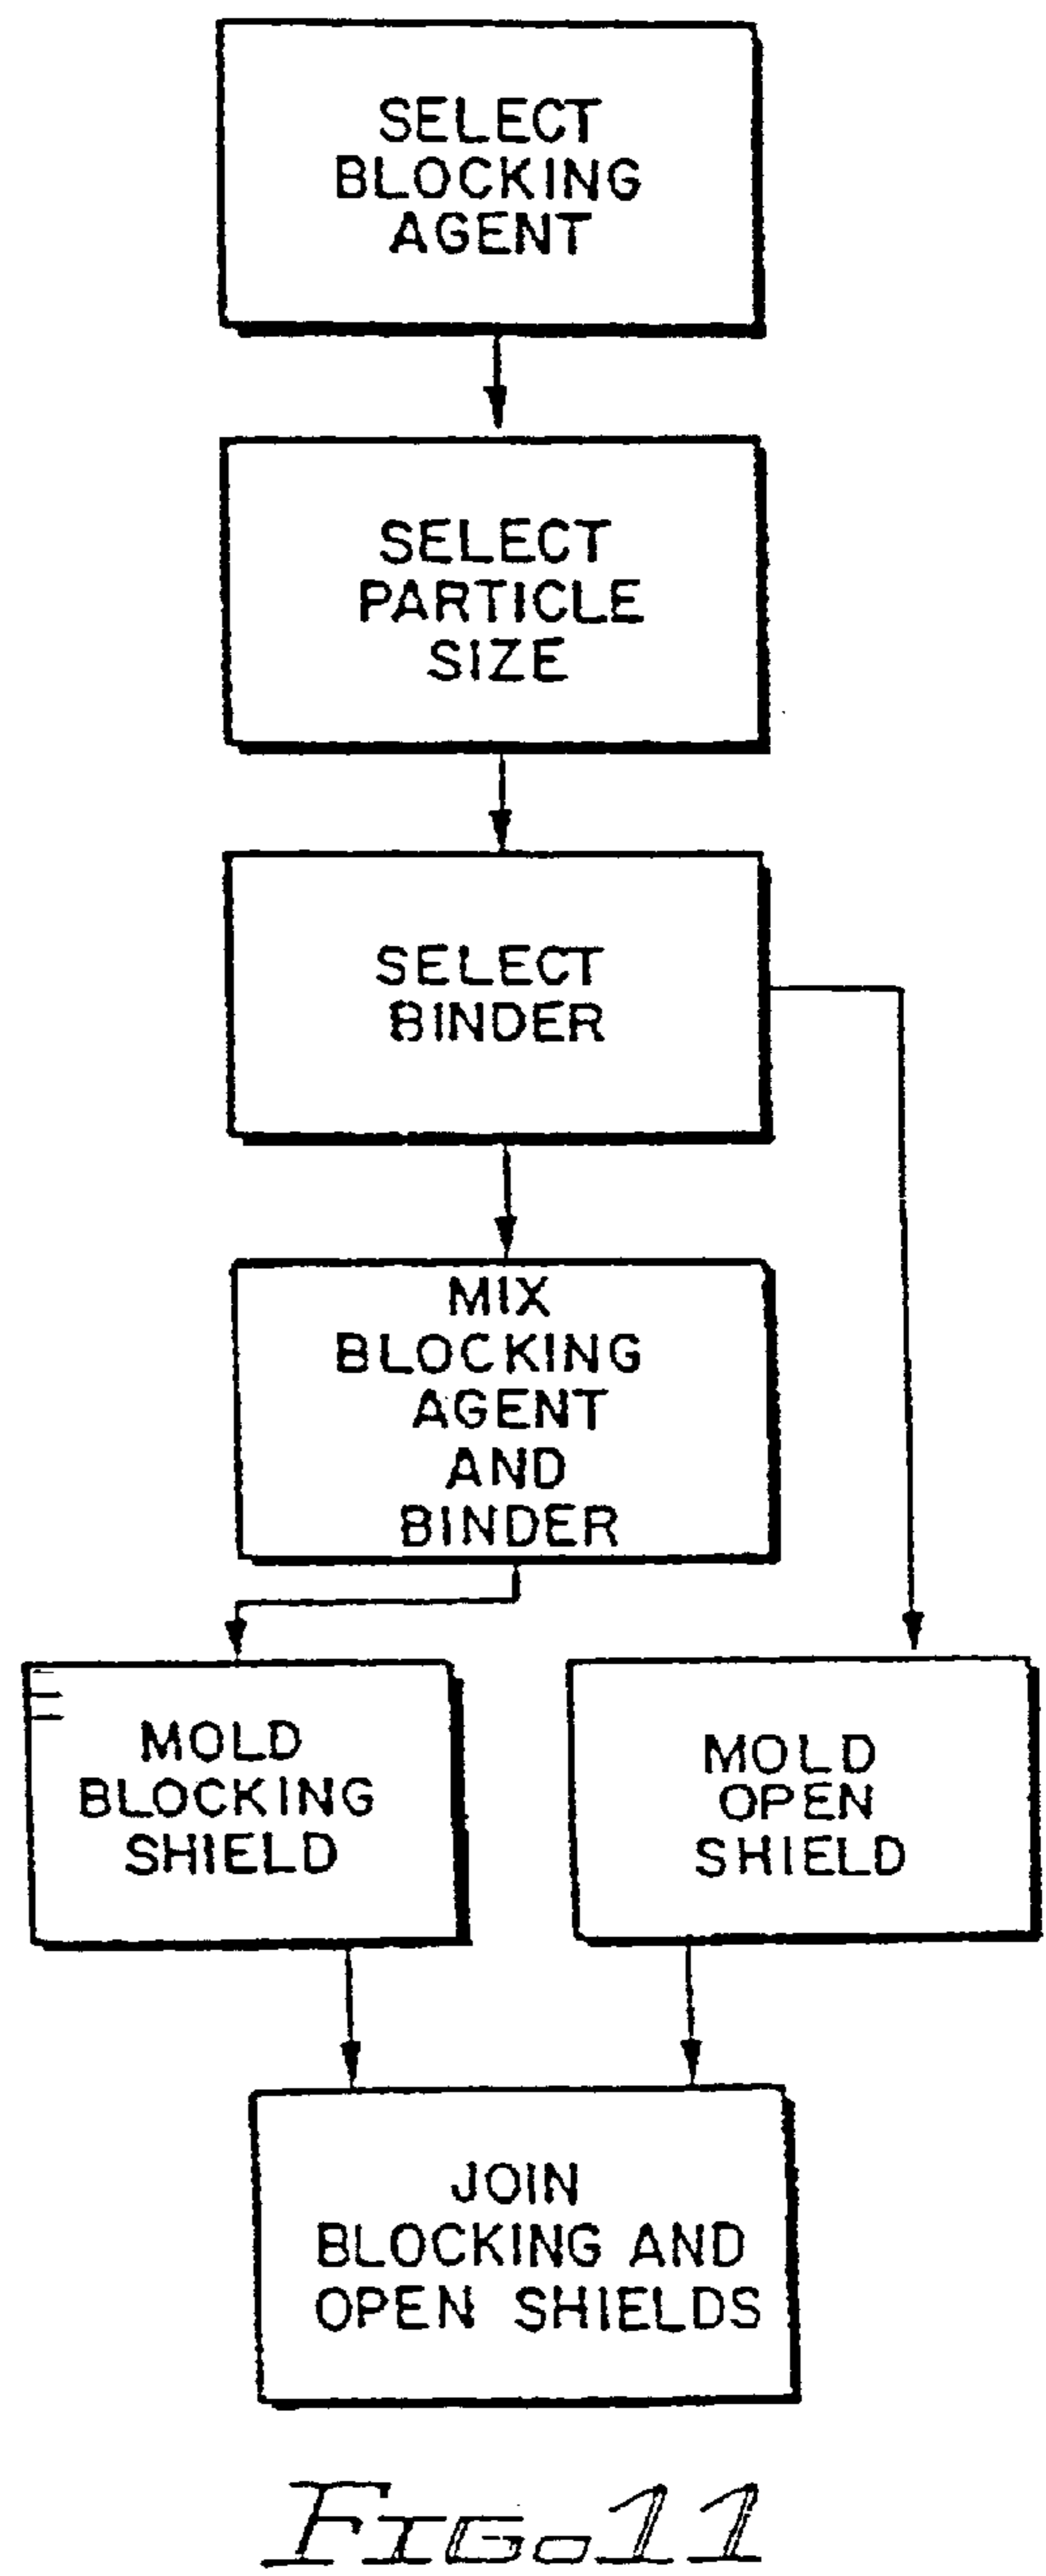 SELECT
BLOCKING
AGENT
SELECT
PARTICLE
SIZE
SELECT
BINDER
MIX
BLOCKING
AGENT
AND
BINDER
MOLD
BLOCKING
SHIELD
MOLD
OPEN
SHIELD
JOIN
BLOCKING AND
OPEN SHIELDS
FIG. 11